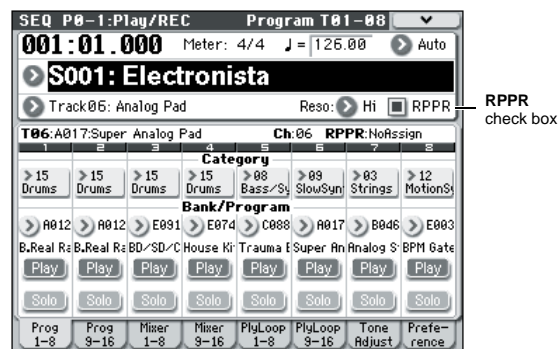 SEQ P0-1:Play/REC Program T01-08
001:01.000 Meter: 4/4 ♩= 126.00 Auto
S001: Electronista
Track06: Analog Pad Reso: Hi RPPR
RPPR
check box
T06:A017:Super Analog Pad Ch:06 RPPR:NoAssign
1 2 3 4 5 6 7 8
Category
15 15 15 15 08 09 03 12
Drums Drums Drums Drums Bass/Sy SlowSyn Strings MotionSy
Bank/Program
A012 A012 E091 E074 C088 A017 B046 E003
B.Real Ra B.Real Ra BD/SD/C House Ki Trauma B Super An Analog S BPM Gate
Play Play Play Play Play Play Play Play
Solo Solo Solo Solo Solo Solo Solo Solo
Prog Prog Mixer Mixer PlyLoop PlyLoop Tone Prefe-
1-8 9-16 1-8 9-16 1-8 9-16 Adjust rence